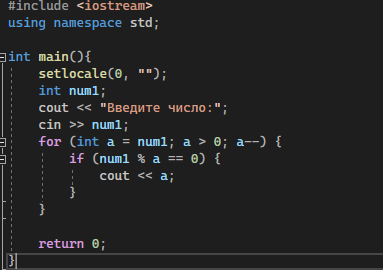 #include <iostream>
using namespace std;
int main(){
setlocale(0, "");
int num1;
cout << "Введите число:";
cin >> num1;
for (int a = num1; a > 0; a--) {
if (num1 % a == 0) {
cout << a;
}
}
return 0;
}